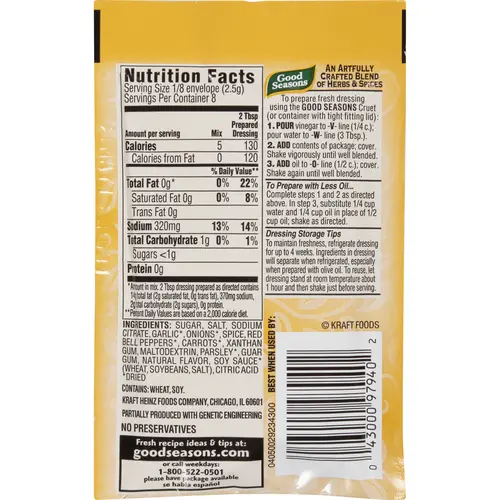 Nutrition Facts
Serving Size 1/8 envelope (2.5g)
Servings Per Container 8
Amount per serving Mix 2 Tbsp Prepared Dressing
Calories 5 130
Calories from Fat 0 120
% Daily Value**
Total Fat 0g* 0% 22%
Saturated Fat 0g 0% 8%
Trans Fat 0g
Sodium 320mg 13% 14%
Total Carbohydrate 1g 0% 1%
Sugars <1g
Protein 0g
*Amount in mix. 2 Tbsp dressing prepared as directed contains
14g total fat (2g saturated fat, 0g trans fat), 370mg sodium,
2g total carbohydrate (2g sugars), 0g protein.
**Percent Daily Values are based on a 2,000 calorie diet.
INGREDIENTS: SUGAR, SALT, SODIUM
CITRATE, GARLIC*, ONIONS*, SPICE, RED
BELL PEPPERS*, CARROTS*, XANTHAN
GUM, MALTODEXTRIN, PARSLEY*, GUAR
GUM, NATURAL FLAVOR, SOY SAUCE*
(WHEAT, SOYBEANS, SALT), CITRIC ACID.
*DRIED
CONTAINS: WHEAT, SOY.
KRAFT HEINZ FOODS COMPANY, CHICAGO, IL 60601
PARTIALLY PRODUCED WITH GENETIC ENGINEERING
NO PRESERVATIVES
Fresh recipe ideas & tips at:
goodseasons.com
or call weekdays:
1-800-522-0501
please have package available
se habla español
Good
Seasons
AN ARTFULLY
CRAFTED BLEND
OF HERBS & SPICES
To prepare fresh dressing
using the GOOD SEASONS Cruet
(or container with tight fitting lid):
1. POUR vinegar to -V- line (1/4 c.);
pour water to -W- line (3 Tbsp.).
2. ADD contents of package; cover.
Shake vigorously until well blended.
3. ADD oil to -O- line (1/2 c.); cover.
Shake again until well blended.
To Prepare with Less Oil...
Complete steps 1 and 2 as directed
above. In step 3, substitute 1/4 cup
water and 1/4 cup oil in place of 1/2 cup
oil; shake as directed.
Dressing Storage Tips
To maintain freshness, refrigerate dressing
for up to 4 weeks. Ingredients in dressing
will separate when refrigerated, especially
when prepared with olive oil. To reuse, let
dressing stand at room temperature about
1 hour and then shake just before serving.
© KRAFT FOODS
BEST WHEN USED BY:
04050029234300
0 43000 97940 2